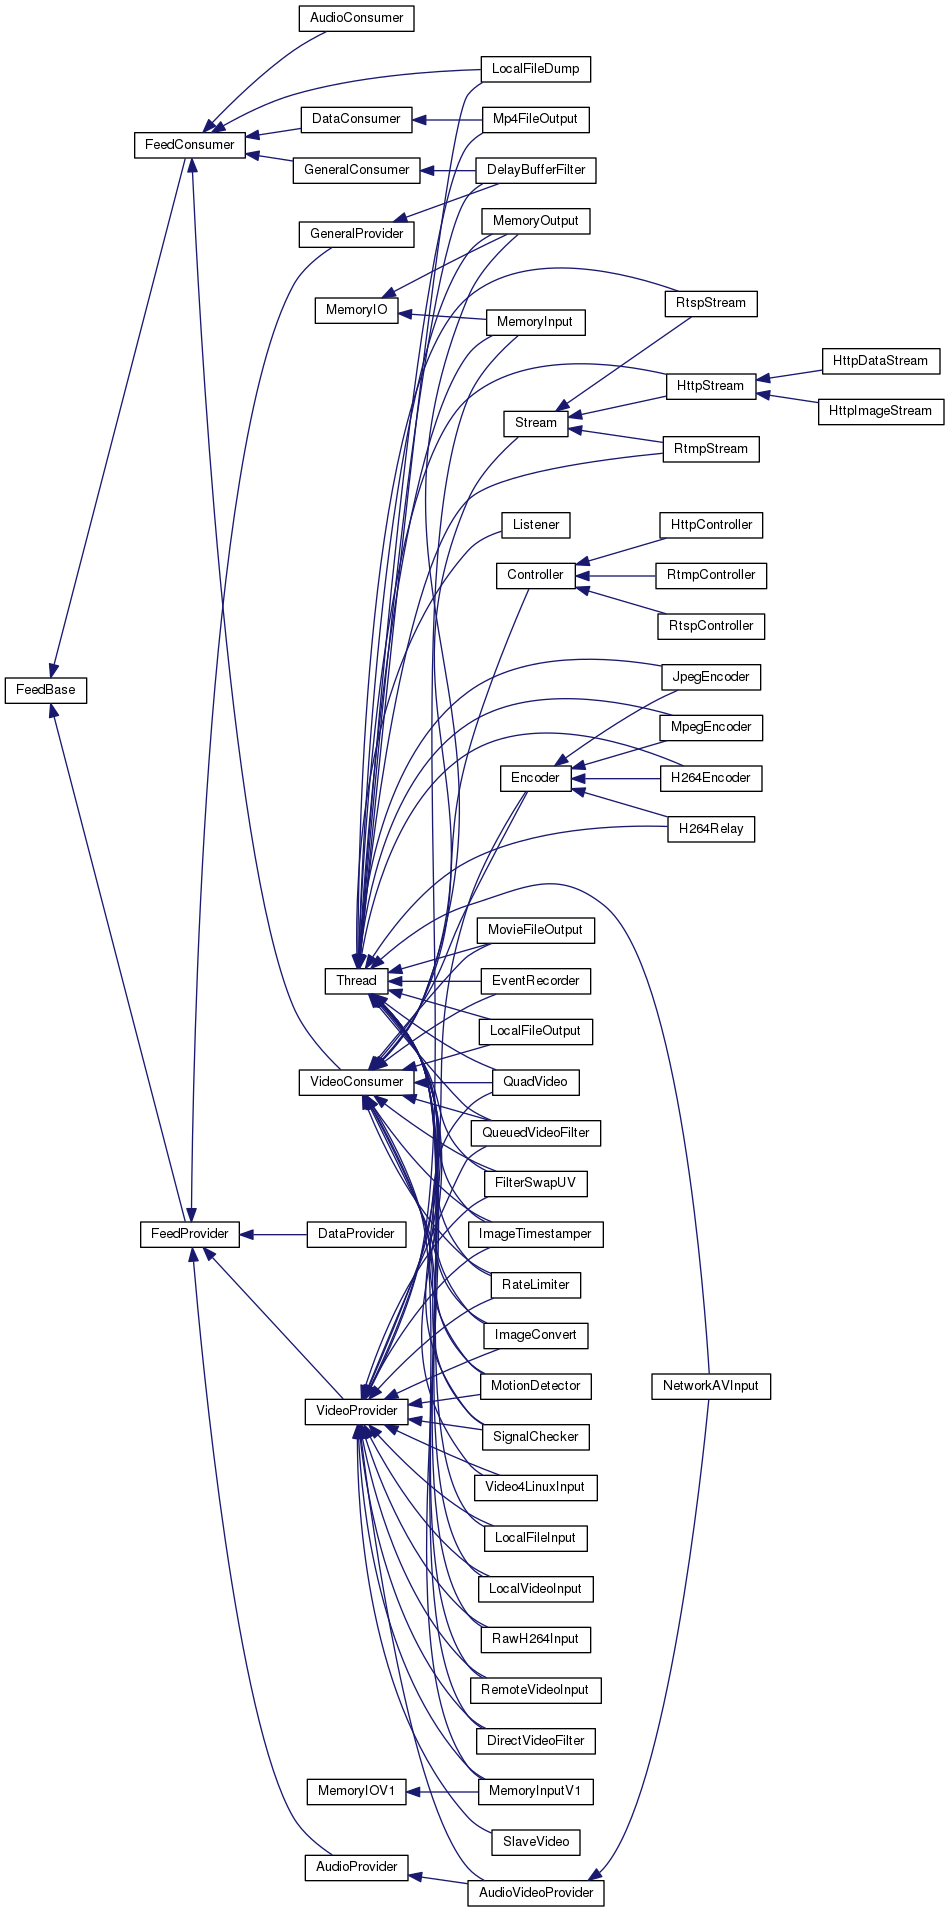 AudioConsumer
LocalFileDump
DataConsumer
Mp4FileOutput
FeedConsumer
GeneralConsumer
DelayBufferFilter
MemoryOutput
GeneralProvider
RtspStream
MemoryIO
MemoryInput
HttpDataStream
HttpStream
HttpImageStream
Stream
RtmpStream
Listener
HttpController
Controller
RtmpController
RtspController
JpegEncoder
FeedBase
MpegEncoder
Encoder
H264Encoder
H264Relay
MovieFileOutput
Thread
EventRecorder
LocalFileOutput
VideoConsumer
QuadVideo
QueuedVideoFilter
FilterSwapUV
FeedProvider
DataProvider
ImageTimestamper
RateLimiter
ImageConvert
MotionDetector
NetworkAVInput
VideoProvider
SignalChecker
Video4LinuxInput
LocalFileInput
LocalVideoInput
RawH264Input
RemoteVideoInput
DirectVideoFilter
MemoryIOV1
MemoryInputV1
SlaveVideo
AudioProvider
AudioVideoProvider